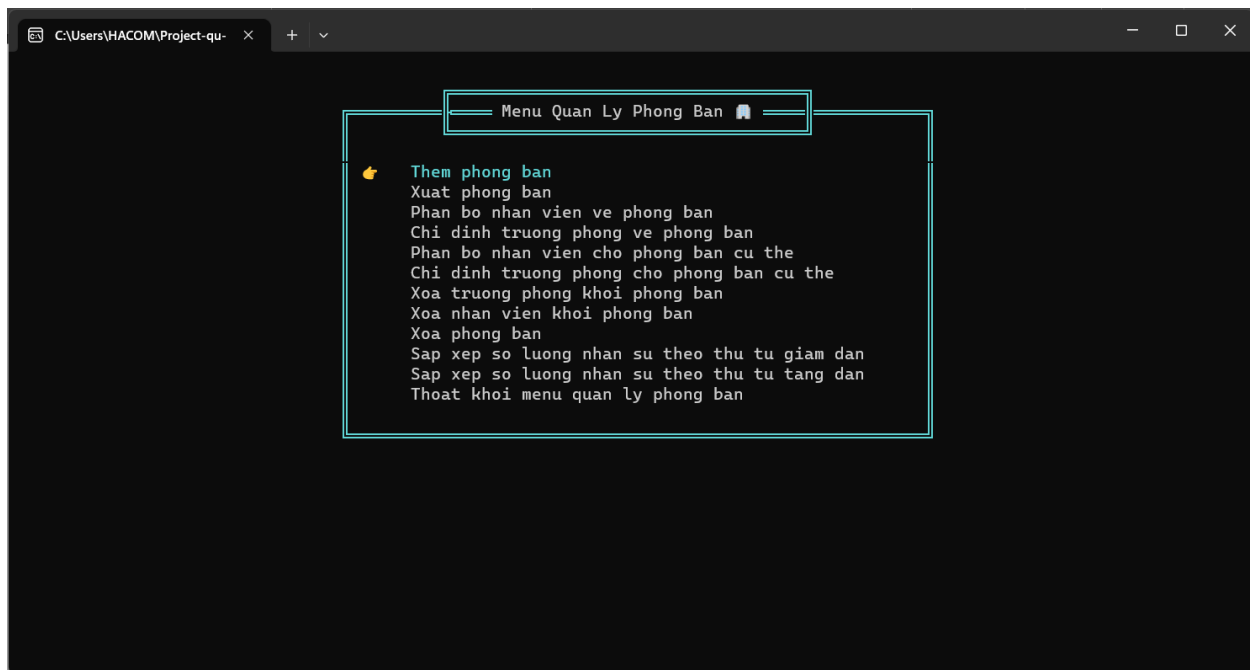 C:\Users\HACOM\Project-qu-
Menu Quan Ly Phong Ban 🏢
👉 Them phong ban
Xuat phong ban
Phan bo nhan vien ve phong ban
Chi dinh truong phong ve phong ban
Phan bo nhan vien cho phong ban cu the
Chi dinh truong phong cho phong ban cu the
Xoa truong phong khoi phong ban
Xoa nhan vien khoi phong ban
Xoa phong ban
Sap xep so luong nhan su theo thu tu giam dan
Sap xep so luong nhan su theo thu tu tang dan
Thoat khoi menu quan ly phong ban